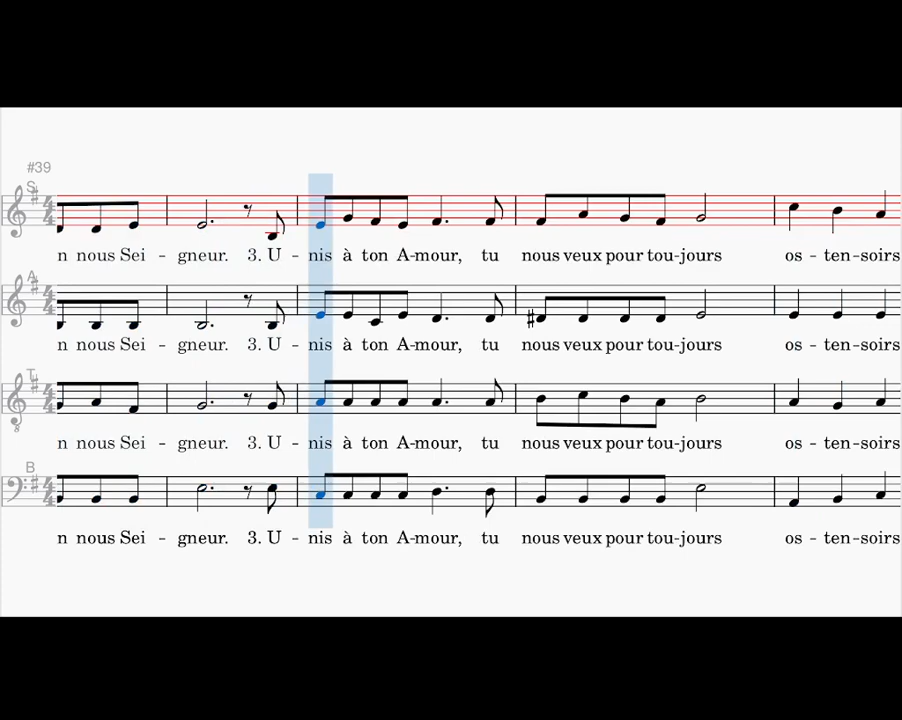 #39
S
n nous Sei - gneur. 3. U - nis à ton A-mour, tu nous veux pour tou-jours os - ten-soirs
A
n nous Sei - gneur. 3. U - nis à ton A-mour, tu nous veux pour tou-jours os - ten-soirs
T
n nous Sei - gneur. 3. U - nis à ton A-mour, tu nous veux pour tou-jours os - ten-soirs
B
n nous Sei - gneur. 3. U - nis à ton A-mour, tu nous veux pour tou-jours os - ten-soirs